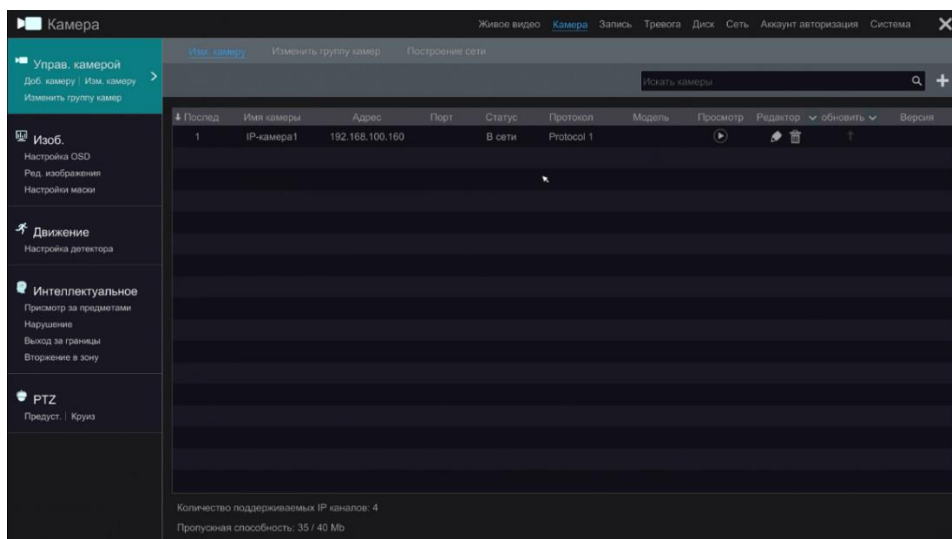 Камера
Живое видео Камера Запись Тревога Диск Сеть Аккаунт авторизация Система
Управ. камерой
Доб. камеру | Изм. камеру
Изменить группу камер
Изм. камеру Изменить группу камер Построение сети
Искать камеры
Послед Имя камеры Адрес Порт Статус Протокол Модель Просмотр Редактор обновить Версия
1 IP-камера1 192.168.100.160 В сети Protocol 1
Изоб.
Настройка OSD
Ред. изображения
Настройки маски
Движение
Настройка детектора
Интеллектуальное
Присмотр за предметами
Нарушение
Выход за границы
Вторжение в зону
PTZ
Предуст. | Круиз
Количество поддерживаемых IP каналов: 4
Пропускная способность: 35 / 40 Mb